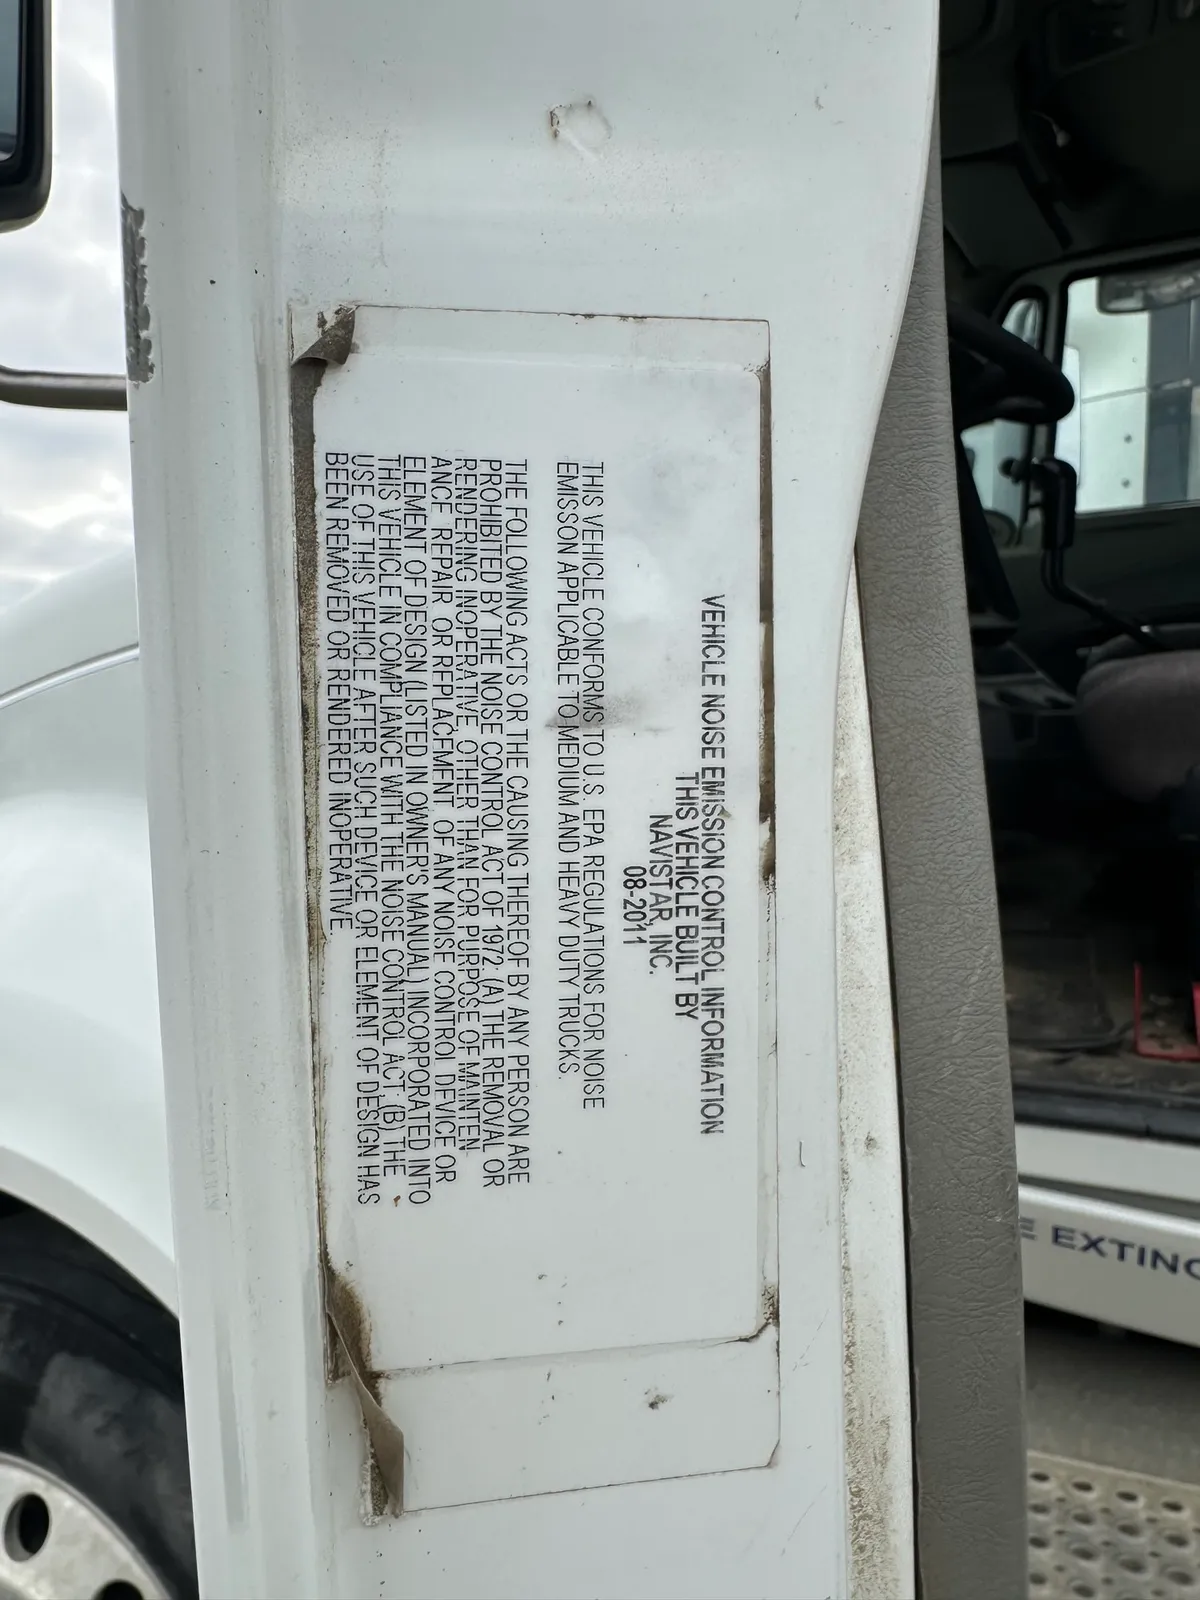 VEHICLE NOISE EMISSION CONTROL INFORMATION
THIS VEHICLE BUILT BY
NAVISTAR, INC.
08-2011
THIS VEHICLE CONFORMS TO U.S. EPA REGULATIONS FOR NOISE
EMISSON APPLICABLE TO MEDIUM AND HEAVY DUTY TRUCKS.
THE FOLLOWING ACTS OR THE CAUSING THEREOF BY ANY PERSON ARE
PROHIBITED BY THE NOISE CONTROL ACT OF 1972: (A) THE REMOVAL OR
RENDERING INOPERATIVE, OTHER THAN FOR PURPOSE OF MAINTEN
ANCE, REPAIR, OR REPLACEMENT, OF ANY NOISE CONTROL DEVICE OR
ELEMENT OF DESIGN (LISTED IN OWNER'S MANUAL) INCORPORATED INTO
THIS VEHICLE IN COMPLIANCE WITH THE NOISE CONTROL ACT; (B) THE
USE OF THIS VEHICLE AFTER SUCH DEVICE OR ELEMENT OF DESIGN HAS
BEEN REMOVED OR RENDERED INOPERATIVE.
E EXTING